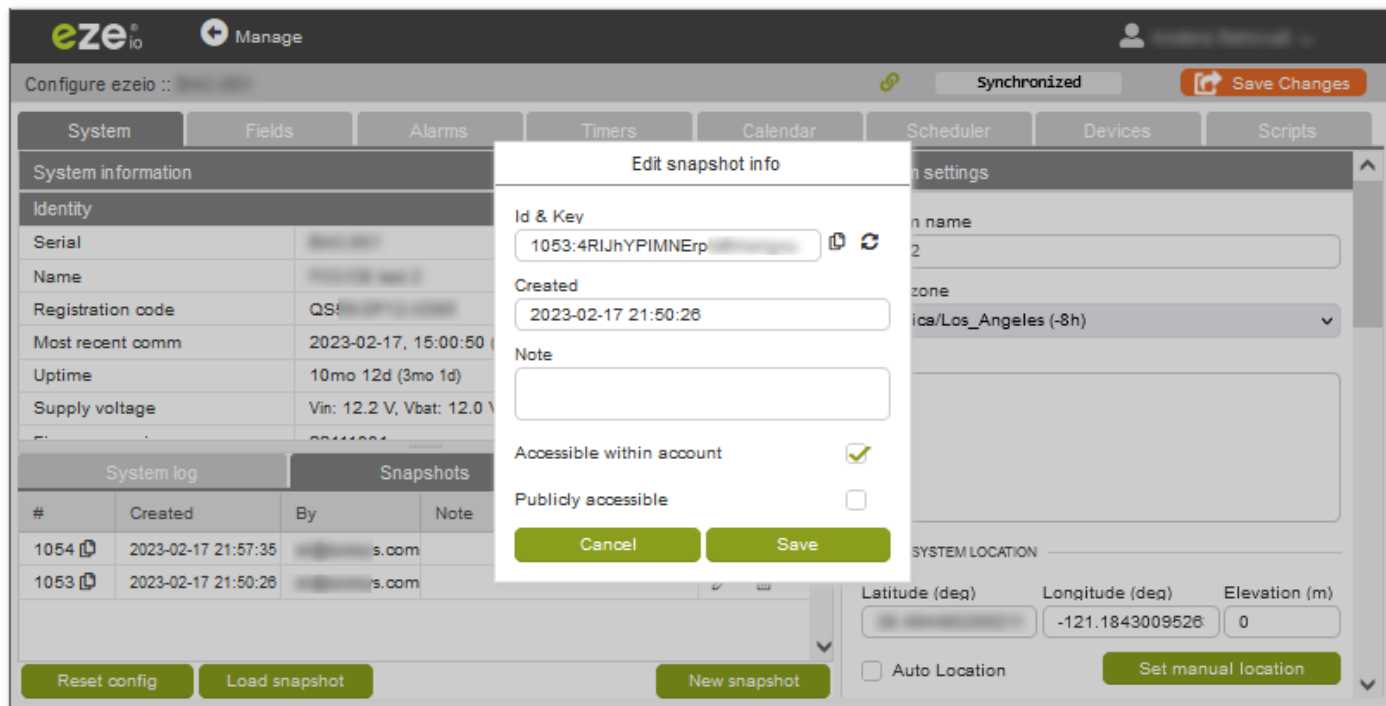 eze io Manage
Configure ezeio :: Synchronized Save Changes
System Fields Alarms Timers Calendar Scheduler Devices Scripts
System information
Identity
Serial
Name
Registration code QS
Most recent comm 2023-02-17, 15:00:50
Uptime 10mo 12d (3mo 1d)
Supply voltage Vin: 12.2 V, Vbat: 12.0 V
System log Snapshots
# Created By Note
1054 2023-02-17 21:57:35 s.com
1053 2023-02-17 21:50:26 s.com
Reset config Load snapshot New snapshot
Edit snapshot info
Id & Key
1053:4RIJhYPIMNErp
Created
2023-02-17 21:50:26
Note
Accessible within account
Publicly accessible
Cancel Save
settings
name
2
zone
ica/Los_Angeles (-8h)
SYSTEM LOCATION
Latitude (deg) Longitude (deg) Elevation (m)
-121.1843009526 0
Auto Location Set manual location